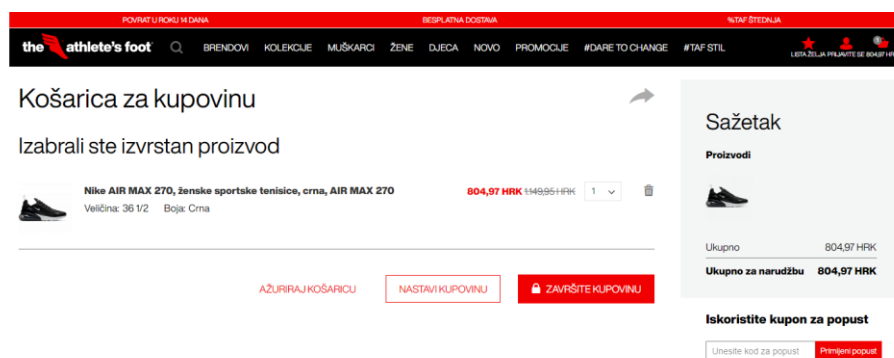 POVRAT U ROKU 14 DANA
BESPLATNA DOSTAVA
%TAF ŠTEDNJA
the athlete's foot
BRENDOVI
KOLEKCIJE
MUŠKARCI
ŽENE
DJECA
NOVO
PROMOCIJE
#DARE TO CHANGE
#TAF STIL
LISTA ŽELJA
PRIJAVITE SE
804,97 HR
Košarica za kupovinu
Izabrali ste izvrstan proizvod
Nike AIR MAX 270, ženske sportske tenisice, crna, AIR MAX 270
804,97 HRK 1.149,95 HRK
1
Veličina: 36 1/2 Boja: Crna
AŽURIRAJ KOŠARICU
NASTAVI KUPOVINU
ZAVRŠITE KUPOVINU
Sažetak
Proizvodi
Ukupno 804,97 HRK
Ukupno za narudžbu 804,97 HRK
Iskoristite kupon za popust
Unesite kod za popust
Primijeni popust